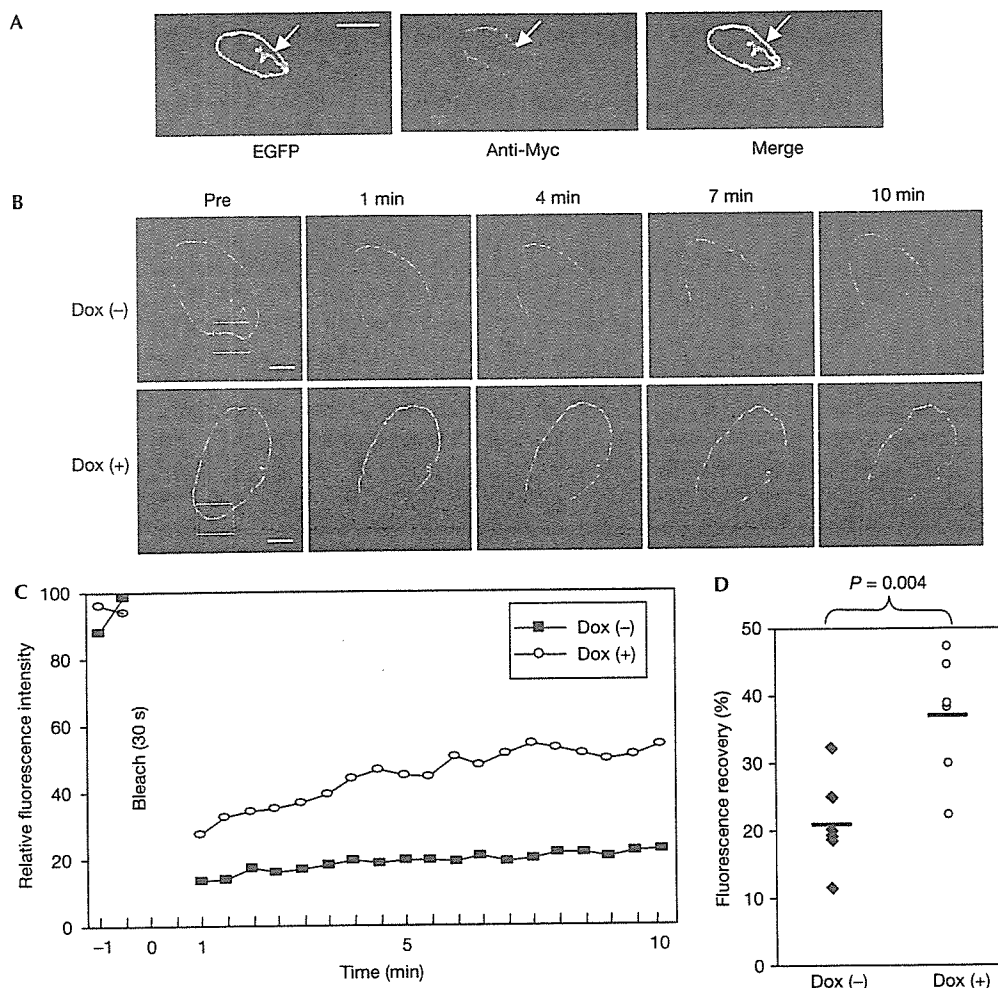 A
EGFP
Anti-Myc
Merge
B
Pre
1 min
4 min
7 min
10 min
Dox (–)
Dox (+)
C
Relative fluorescence intensity
100
80
60
40
20
0
Bleach (30 s)
Dox (–)
Dox (+)
–1
0
1
5
10
Time (min)
D
P = 0.004
Fluorescence recovery (%)
50
40
30
20
10
0
Dox (–)
Dox (+)